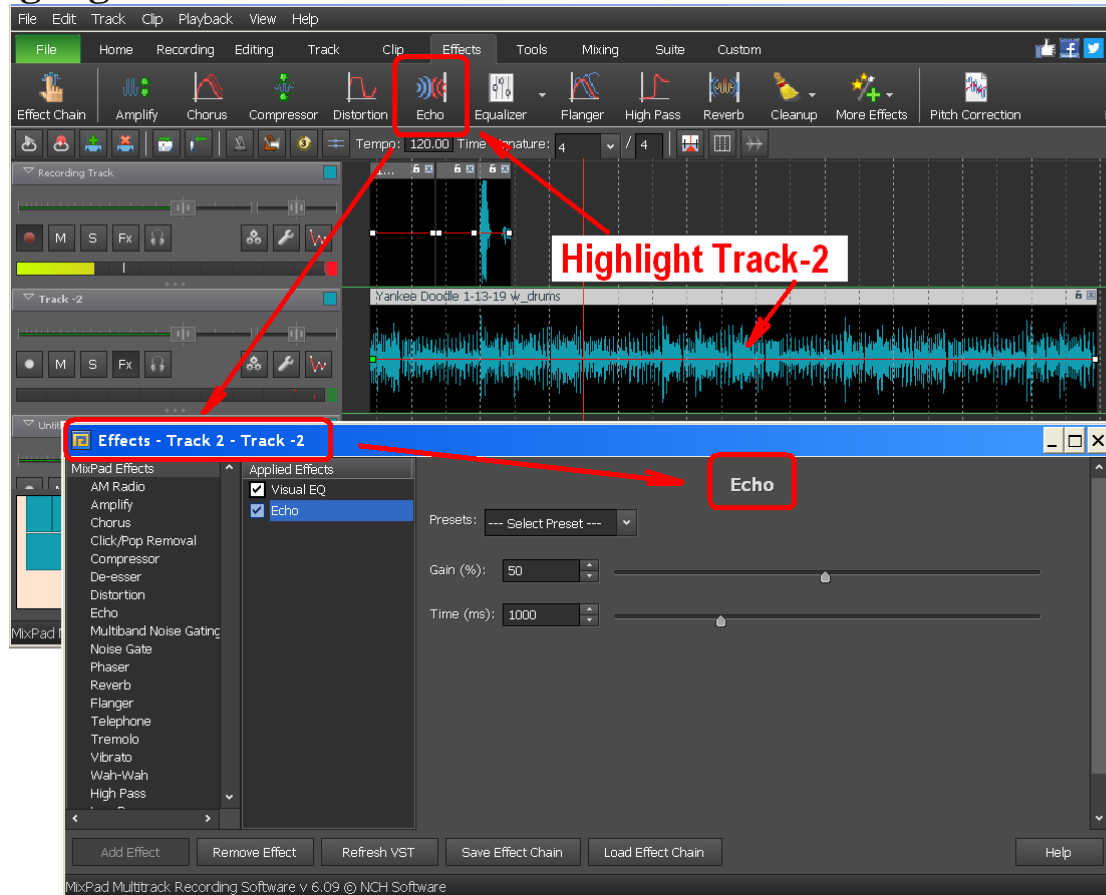 File Edit Track Clip Playback View Help
File Home Recording Editing Track Clip Effects Tools Mixing Suite Custom
Effect Chain Amplify Chorus Compressor Distortion Echo Equalizer Flanger High Pass Reverb Cleanup More Effects Pitch Correction
Tempo: 120.00 Time Signature: 4 / 4
Recording Track
1... 6 6 6
M S Fx
Highlight Track-2
Track -2
Yankee Doodle 1-13-19 w_drums 6
M S Fx
Effects - Track 2 - Track -2
MixPad Effects Applied Effects
AM Radio Visual EQ
Echo
Amplify Echo
Chorus Presets: --- Select Preset ---
Click/Pop Removal
Compressor
De-esser Gain (%): 50
Distortion
Echo Time (ms): 1000
Multiband Noise Gating
Noise Gate
Phaser
Reverb
Flanger
Telephone
Tremolo
Vibrato
Wah-Wah
High Pass
Add Effect Remove Effect Refresh VST Save Effect Chain Load Effect Chain Help
MixPad Multitrack Recording Software v 6.09 © NCH Software